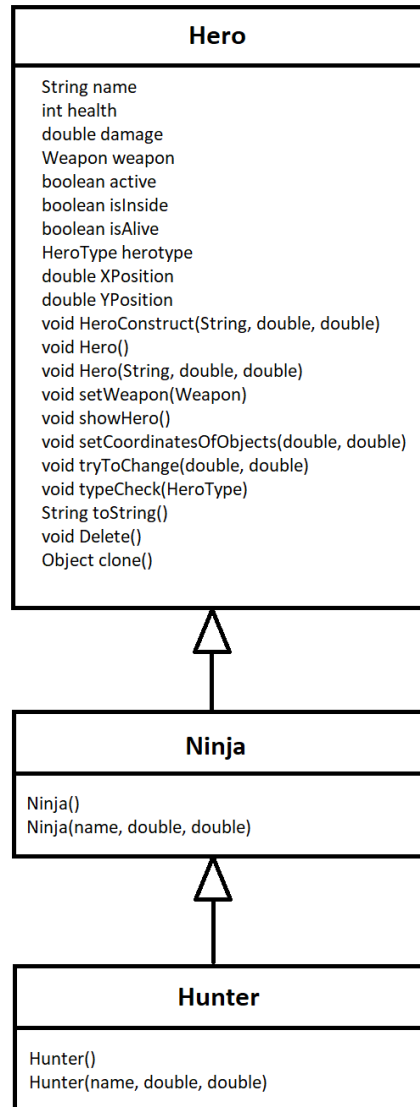 Hero
String name
int health
double damage
Weapon weapon
boolean active
boolean isInside
boolean isAlive
HeroType herotype
double XPosition
double YPosition
void HeroConstruct(String, double, double)
void Hero()
void Hero(String, double, double)
void setWeapon(Weapon)
void showHero()
void setCoordinatesOfObjects(double, double)
void tryToChange(double, double)
void typeCheck(HeroType)
String toString()
void Delete()
Object clone()
Ninja
Ninja()
Ninja(name, double, double)
Hunter
Hunter()
Hunter(name, double, double)